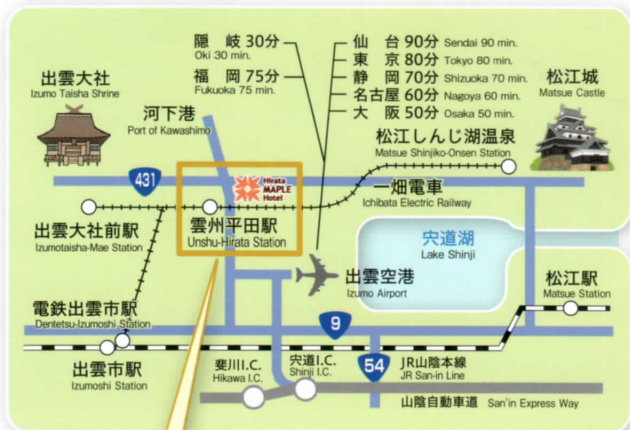 隠 岐 30分
Oki 30 min.
福 岡 75分
Fukuoka 75 min.
仙 台 90分 Sendai 90 min.
東 京 80分 Tokyo 80 min.
静 岡 70分 Shizuoka 70 min.
名古屋 60分 Nagoya 60 min.
大 阪 50分 Osaka 50 min.
出雲大社
Izumo Taisha Shrine
河下港
Port of Kawashimo
松江城
Matsue Castle
松江しんじ湖温泉
Matsue Shinjiko-Onsen Station
431
Hirata
MAPLE
Hotel
一畑電車
Ichibata Electric Railway
出雲大社前駅
Izumotaisha-Mae Station
雲州平田駅
Unshu-Hirata Station
宍道湖
Lake Shinji
出雲空港
Izumo Airport
松江駅
Matsue Station
電鉄出雲市駅
Dentetsu-Izumoshi Station
9
出雲市駅
Izumoshi Station
斐川I.C.
Hikawa I.C.
宍道I.C.
Shinji I.C.
54
JR山陰本線
JR San-in Line
山陰自動車道 San'in Express Way